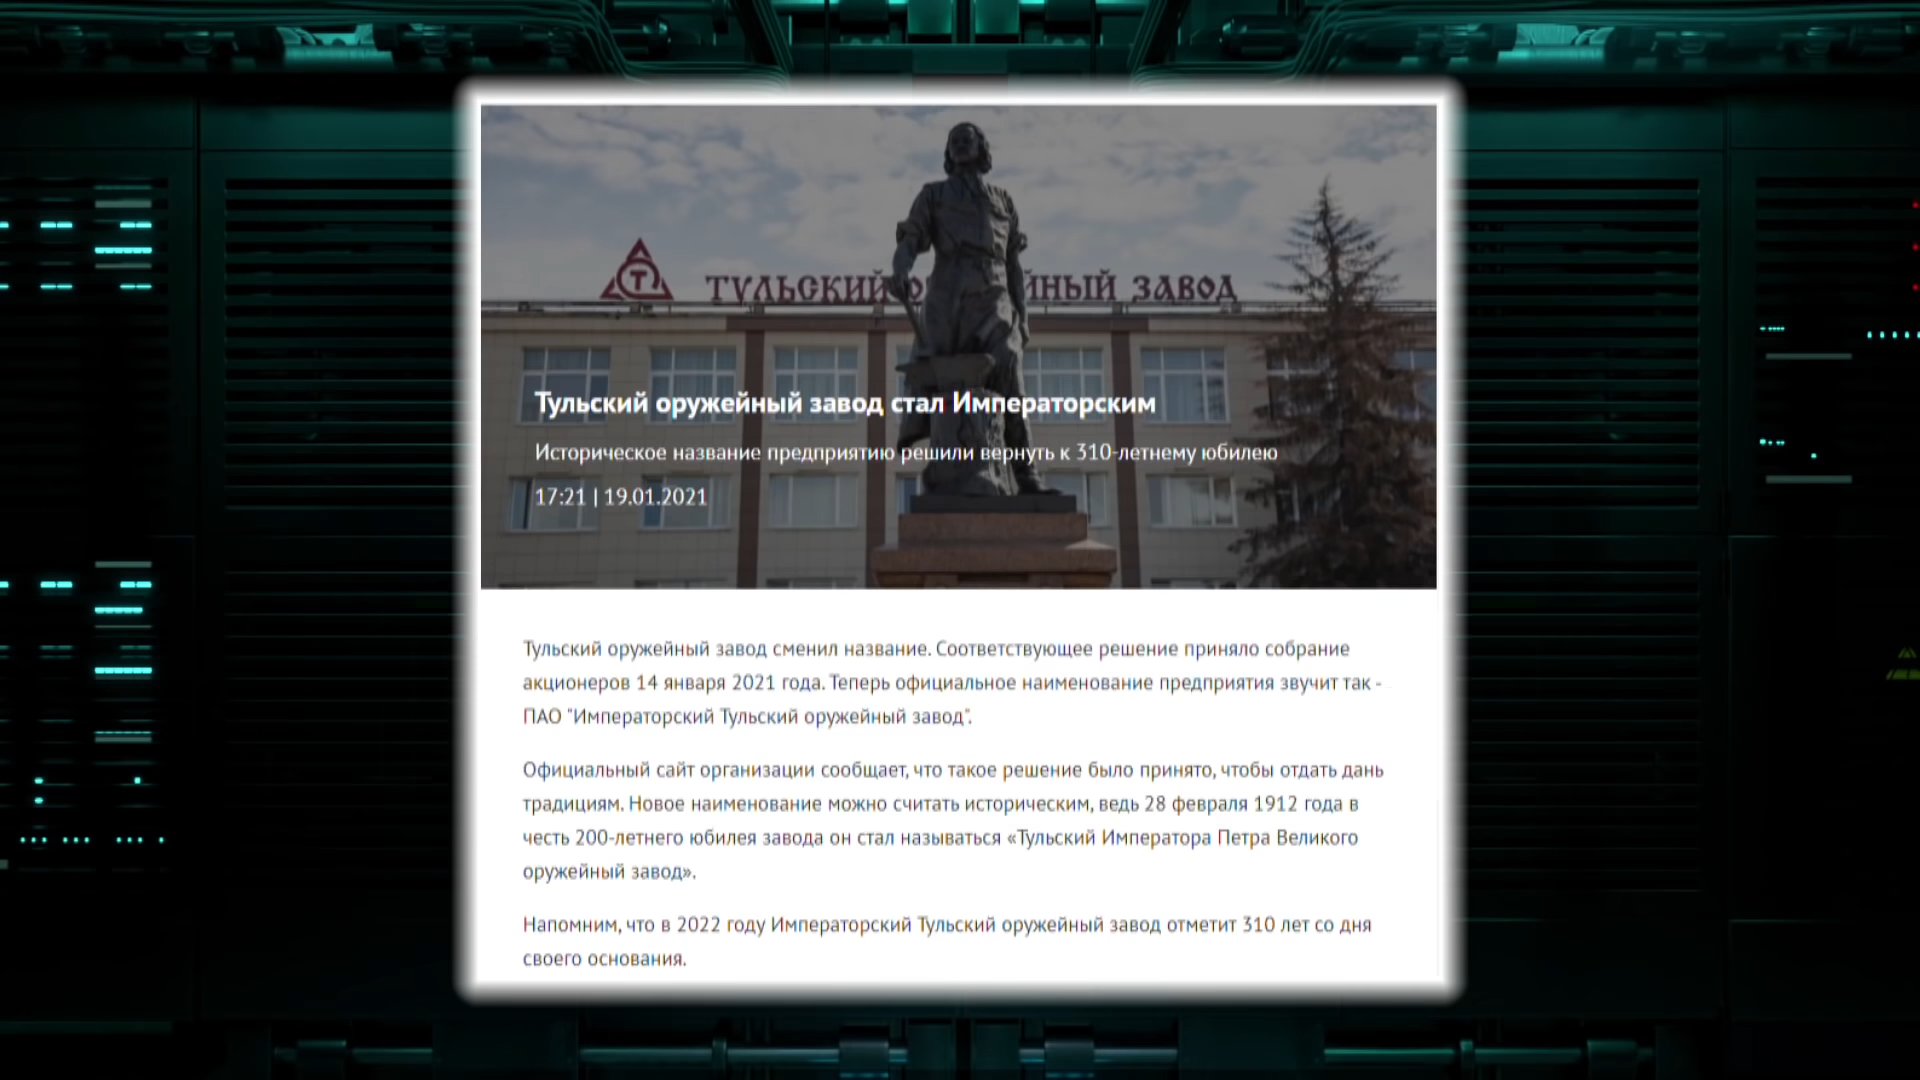 Т
ТУЛЬСКИЙ ЗАВОД
Тульский оружейный завод стал Императорским
Историческое название предприятию решили вернуть к 310-летнему юбилею
17:21 | 19.01.2021
Тульский оружейный завод сменил название. Соответствующее решение приняло собрание
акционеров 14 января 2021 года. Теперь официальное наименование предприятия звучит так -
ПАО "Императорский Тульский оружейный завод".
Официальный сайт организации сообщает, что такое решение было принято, чтобы отдать дань
традициям. Новое наименование можно считать историческим, ведь 28 февраля 1912 года в
честь 200-летнего юбилея завода он стал называться «Тульский Императора Петра Великого
оружейный завод».
Напомним, что в 2022 году Императорский Тульский оружейный завод отметит 310 лет со дня
своего основания.